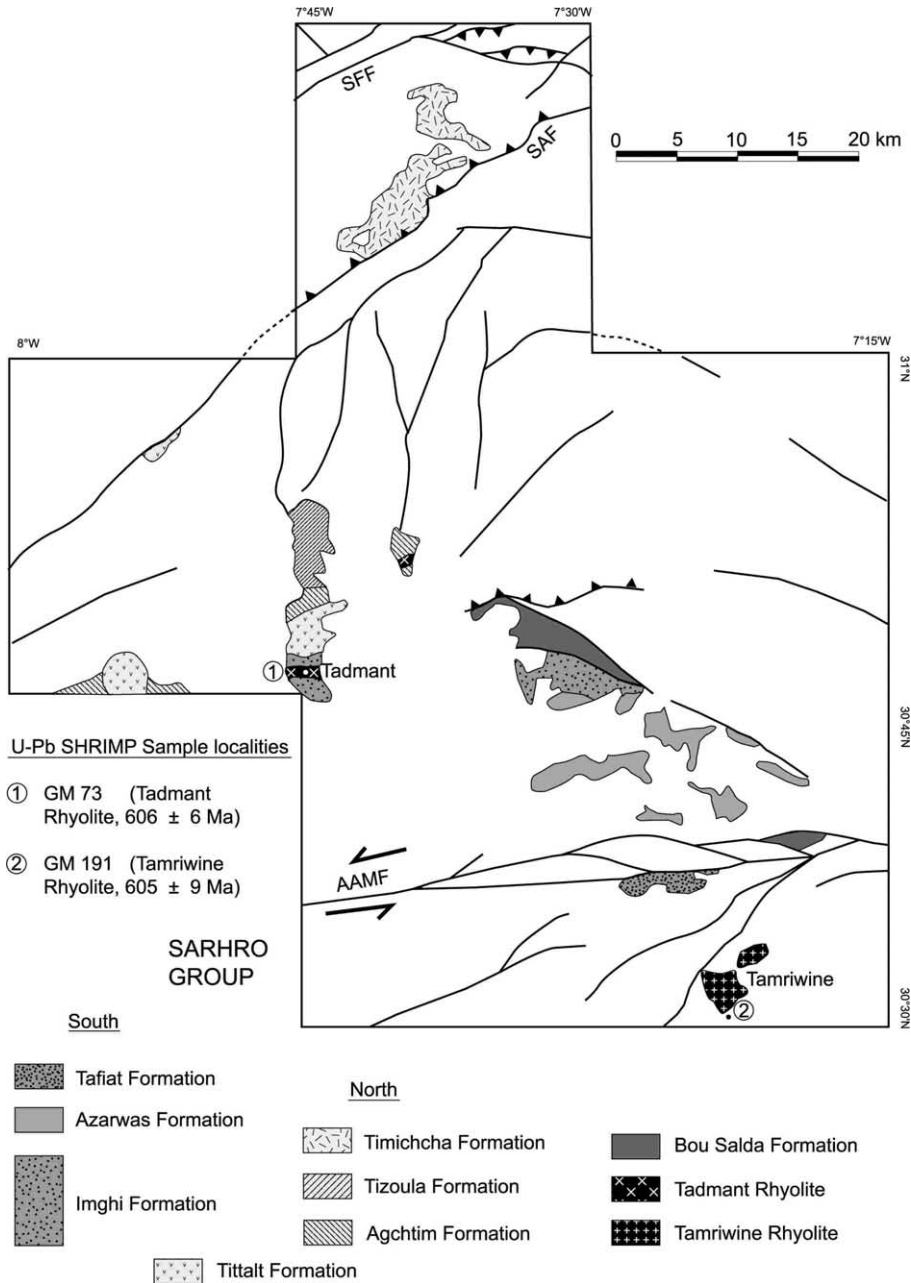 7°45'W
7°30'W
SFF
SAF
0 5 10 15 20 km
8°W
7°15'W
31°N
① Tadmant
30°45'N
U-Pb SHRIMP Sample localities
① GM 73 (Tadmant
Rhyolite, 606 ± 6 Ma)
② GM 191 (Tamriwine
Rhyolite, 605 ± 9 Ma)
AAMF
SARHRO
GROUP
Tamriwine
②
30°30'N
South
Tafiat Formation
Azarwas Formation
Imghi Formation
North
Timichcha Formation
Tizoula Formation
Agchtim Formation
Bou Salda Formation
Tadmant Rhyolite
Tamriwine Rhyolite
Tittalt Formation